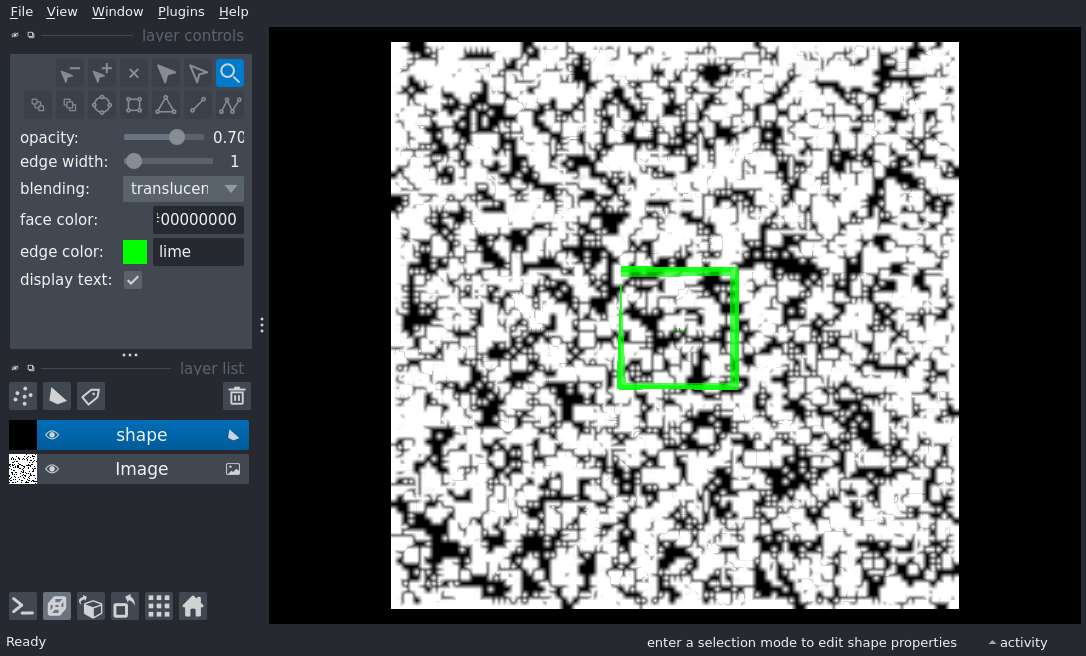 File View Window Plugins Help
layer controls
opacity: 0.70
edge width: 1
blending: translucen
face color: #00000000
edge color: lime
display text:
layer list
shape
Image
Ready
enter a selection mode to edit shape properties
activity